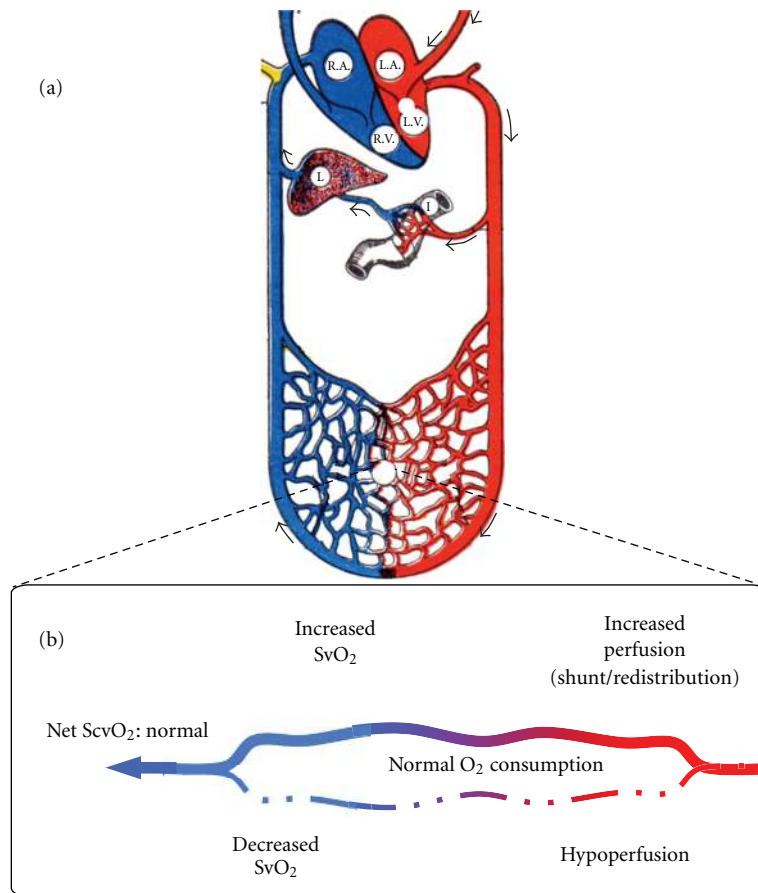 (a)
R.A.
L.A.
L.V.
R.V.
L
I
(b)
Increased
SvO₂
Increased
perfusion
(shunt/redistribution)
Net ScvO₂: normal
Normal O₂ consumption
Decreased
SvO₂
Hypoperfusion